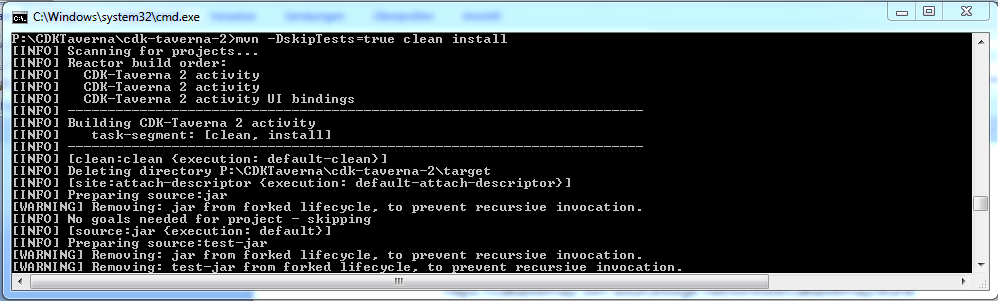 C:\Windows\system32\cmd.exe
P:\CDKTaverna\cdk-taverna-2>mvn -DskipTests=true clean install
[INFO] Scanning for projects...
[INFO] Reactor build order:
[INFO]   CDK-Taverna 2 activity
[INFO]   CDK-Taverna 2 activity
[INFO]   CDK-Taverna 2 activity UI bindings
[INFO] ------------------------------------------------------------------------
[INFO] Building CDK-Taverna 2 activity
[INFO]    task-segment: [clean, install]
[INFO] ------------------------------------------------------------------------
[INFO] [clean:clean {execution: default-clean}]
[INFO] Deleting directory P:\CDKTaverna\cdk-taverna-2\target
[INFO] [site:attach-descriptor {execution: default-attach-descriptor}]
[INFO] Preparing source:jar
[WARNING] Removing: jar from forked lifecycle, to prevent recursive invocation.
[INFO] No goals needed for project - skipping
[INFO] [source:jar {execution: default}]
[INFO] Preparing source:test-jar
[WARNING] Removing: jar from forked lifecycle, to prevent recursive invocation.
[WARNING] Removing: test-jar from forked lifecycle, to prevent recursive invocation.